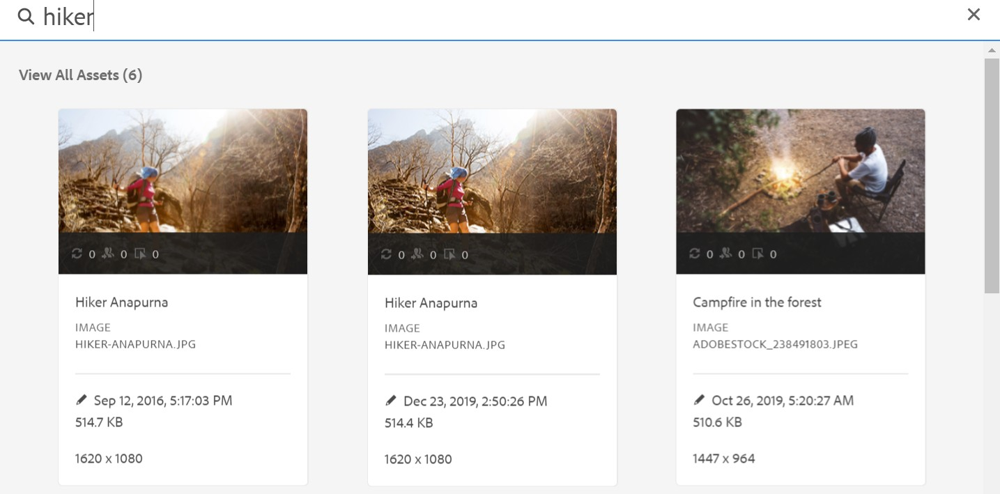 hiker
View All Assets (6)
0 0 0
Hiker Anapurna
IMAGE
HIKER-ANAPURNA.JPG
Sep 12, 2016, 5:17:03 PM
514.7 KB
1620 x 1080
0 0 0
Hiker Anapurna
IMAGE
HIKER-ANAPURNA.JPG
Dec 23, 2019, 2:50:26 PM
514.4 KB
1620 x 1080
0 0 0
Campfire in the forest
IMAGE
ADOBESTOCK_238491803.JPEG
Oct 26, 2019, 5:20:27 AM
510.6 KB
1447 x 964